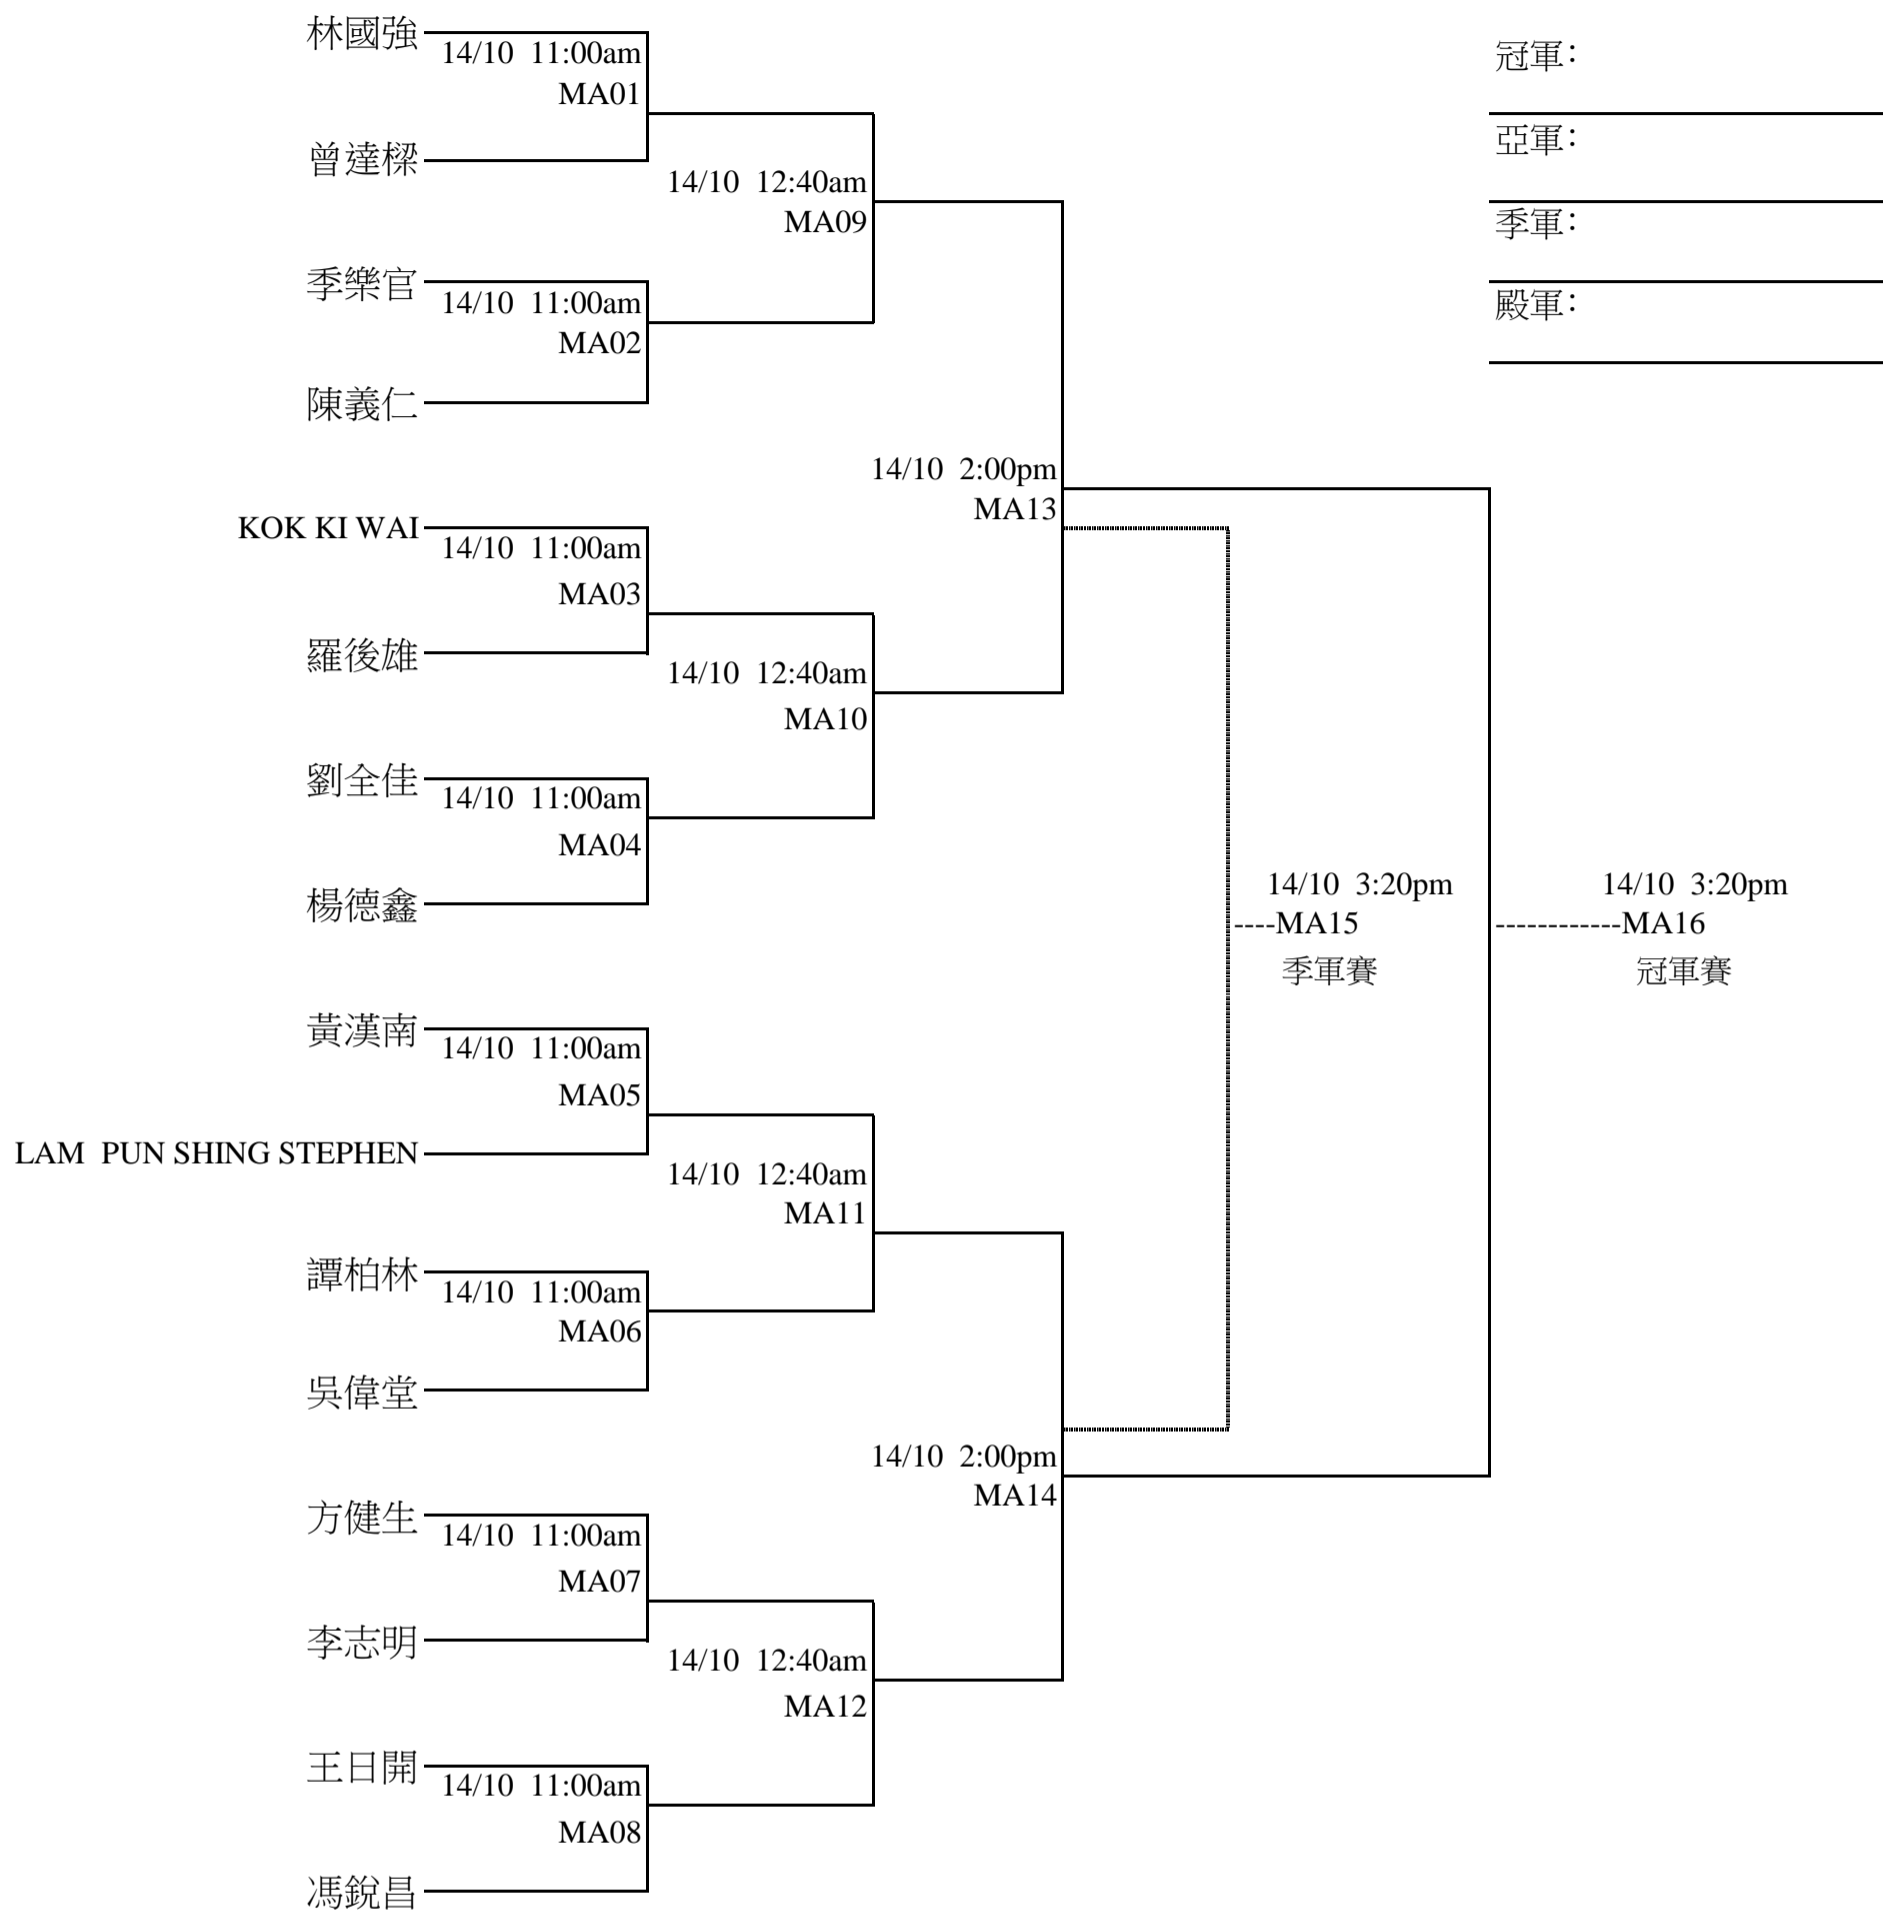 林國強
14/10 11:00am
MA01
曾達樑
14/10 12:40am
MA09
季樂官
14/10 11:00am
MA02
陳義仁
14/10 2:00pm
MA13
KOK KI WAI
14/10 11:00am
MA03
羅後雄
14/10 12:40am
MA10
劉全佳
14/10 11:00am
MA04
楊德鑫
14/10 3:20pm
----MA15
季軍賽
14/10 3:20pm
------------MA16
冠軍賽
黃漢南
14/10 11:00am
MA05
LAM PUN SHING STEPHEN
14/10 12:40am
MA11
譚柏林
14/10 11:00am
MA06
吳偉堂
14/10 2:00pm
MA14
方健生
14/10 11:00am
MA07
李志明
14/10 12:40am
MA12
王日開
14/10 11:00am
MA08
馮銳昌
冠軍：
亞軍：
季軍：
殿軍：